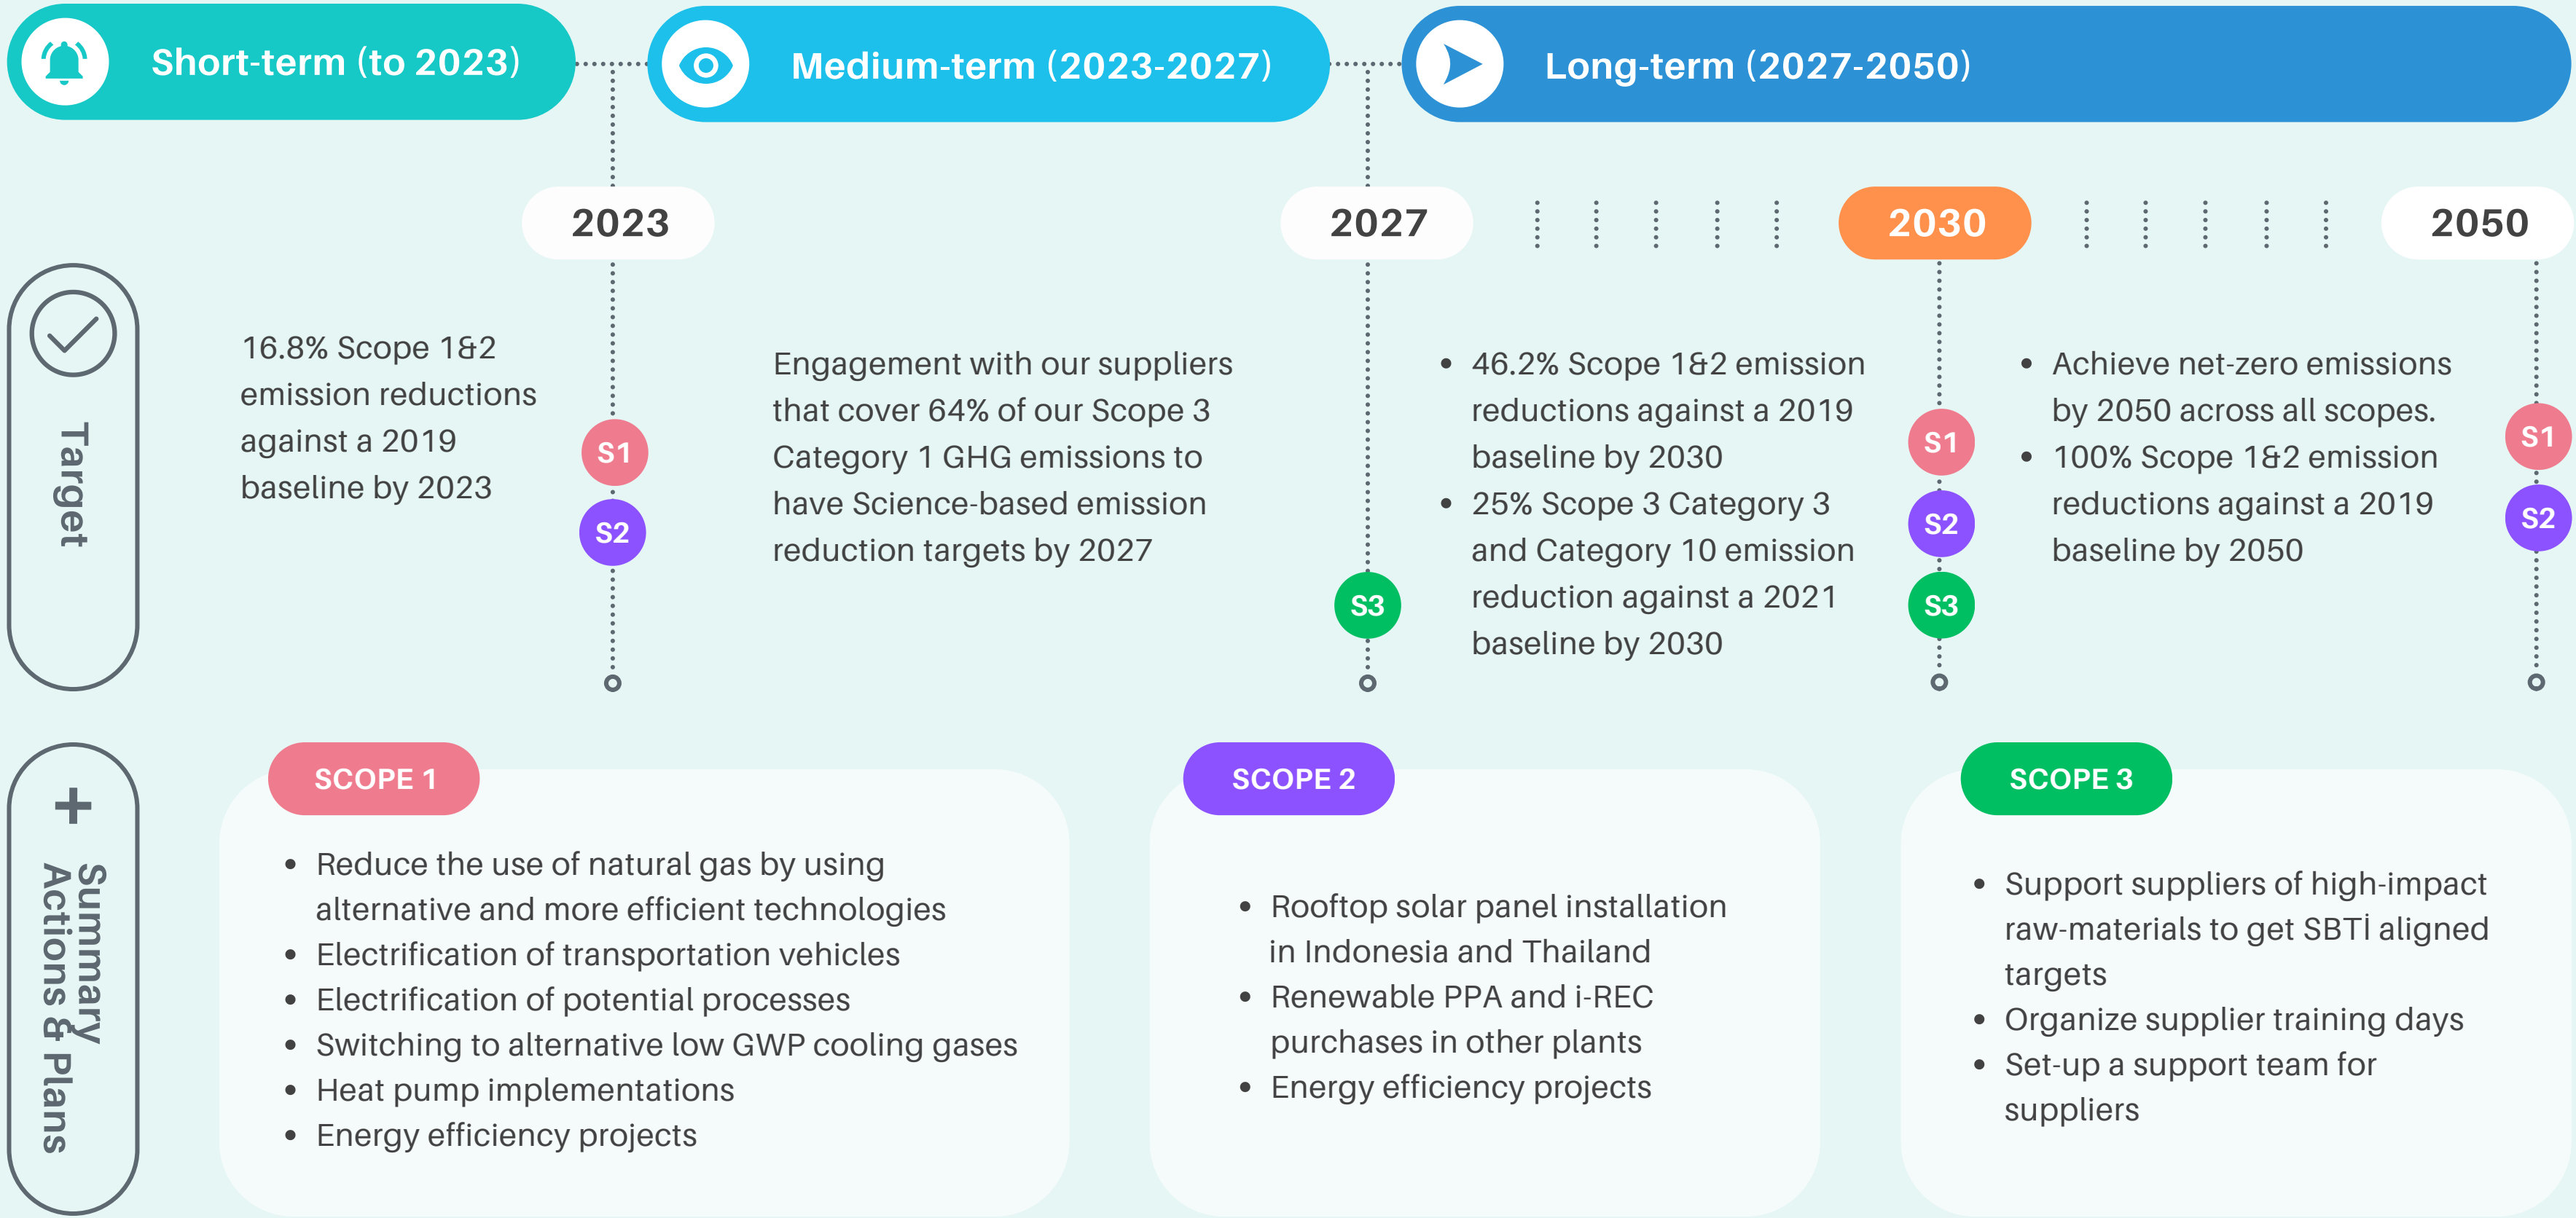 Short-term (to 2023)
Medium-term (2023-2027)
Long-term (2027-2050)
2023
2027
2030
2050
Target
16.8% Scope 1&2
emission reductions
against a 2019
baseline by 2023
S1
S2
Engagement with our suppliers
that cover 64% of our Scope 3
Category 1 GHG emissions to
have Science-based emission
reduction targets by 2027
S3
• 46.2% Scope 1&2 emission
reductions against a 2019
baseline by 2030
• 25% Scope 3 Category 3
and Category 10 emission
reduction against a 2021
baseline by 2030
S1
S2
S3
• Achieve net-zero emissions
by 2050 across all scopes.
• 100% Scope 1&2 emission
reductions against a 2019
baseline by 2050
S1
S2
+
Summary
Actions & Plans
SCOPE 1
• Reduce the use of natural gas by using
alternative and more efficient technologies
• Electrification of transportation vehicles
• Electrification of potential processes
• Switching to alternative low GWP cooling gases
• Heat pump implementations
• Energy efficiency projects
SCOPE 2
• Rooftop solar panel installation
in Indonesia and Thailand
• Renewable PPA and i-REC
purchases in other plants
• Energy efficiency projects
SCOPE 3
• Support suppliers of high-impact
raw-materials to get SBTİ aligned
targets
• Organize supplier training days
• Set-up a support team for
suppliers